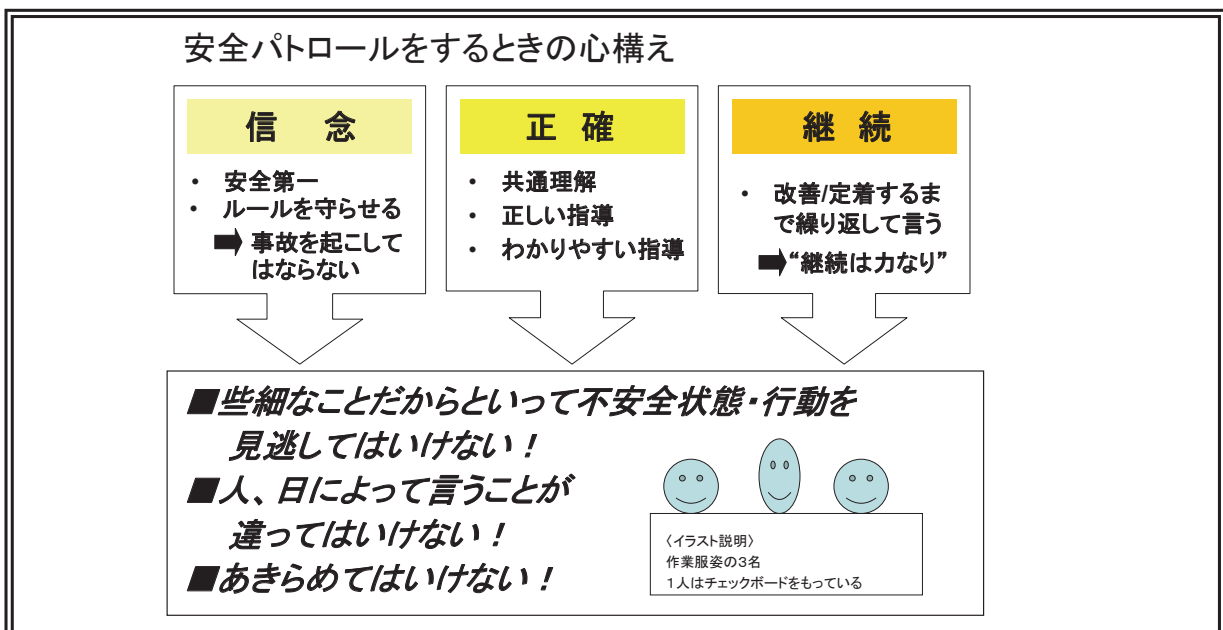 安全パトロールをするときの心構え
信 念
・ 安全第一
・ ルールを守らせる
➡ 事故を起こして
はならない
正 確
・ 共通理解
・ 正しい指導
・ わかりやすい指導
継 続
・ 改善/定着するま
で繰り返して言う
➡“継続は力なり”
■些細なことだからといって不安全状態・行動を
見逃してはいけない！
■人、日によって言うことが
違ってはいけない！
■あきらめてはいけない！
〈イラスト説明〉
作業服姿の3名
1人はチェックボードをもっている